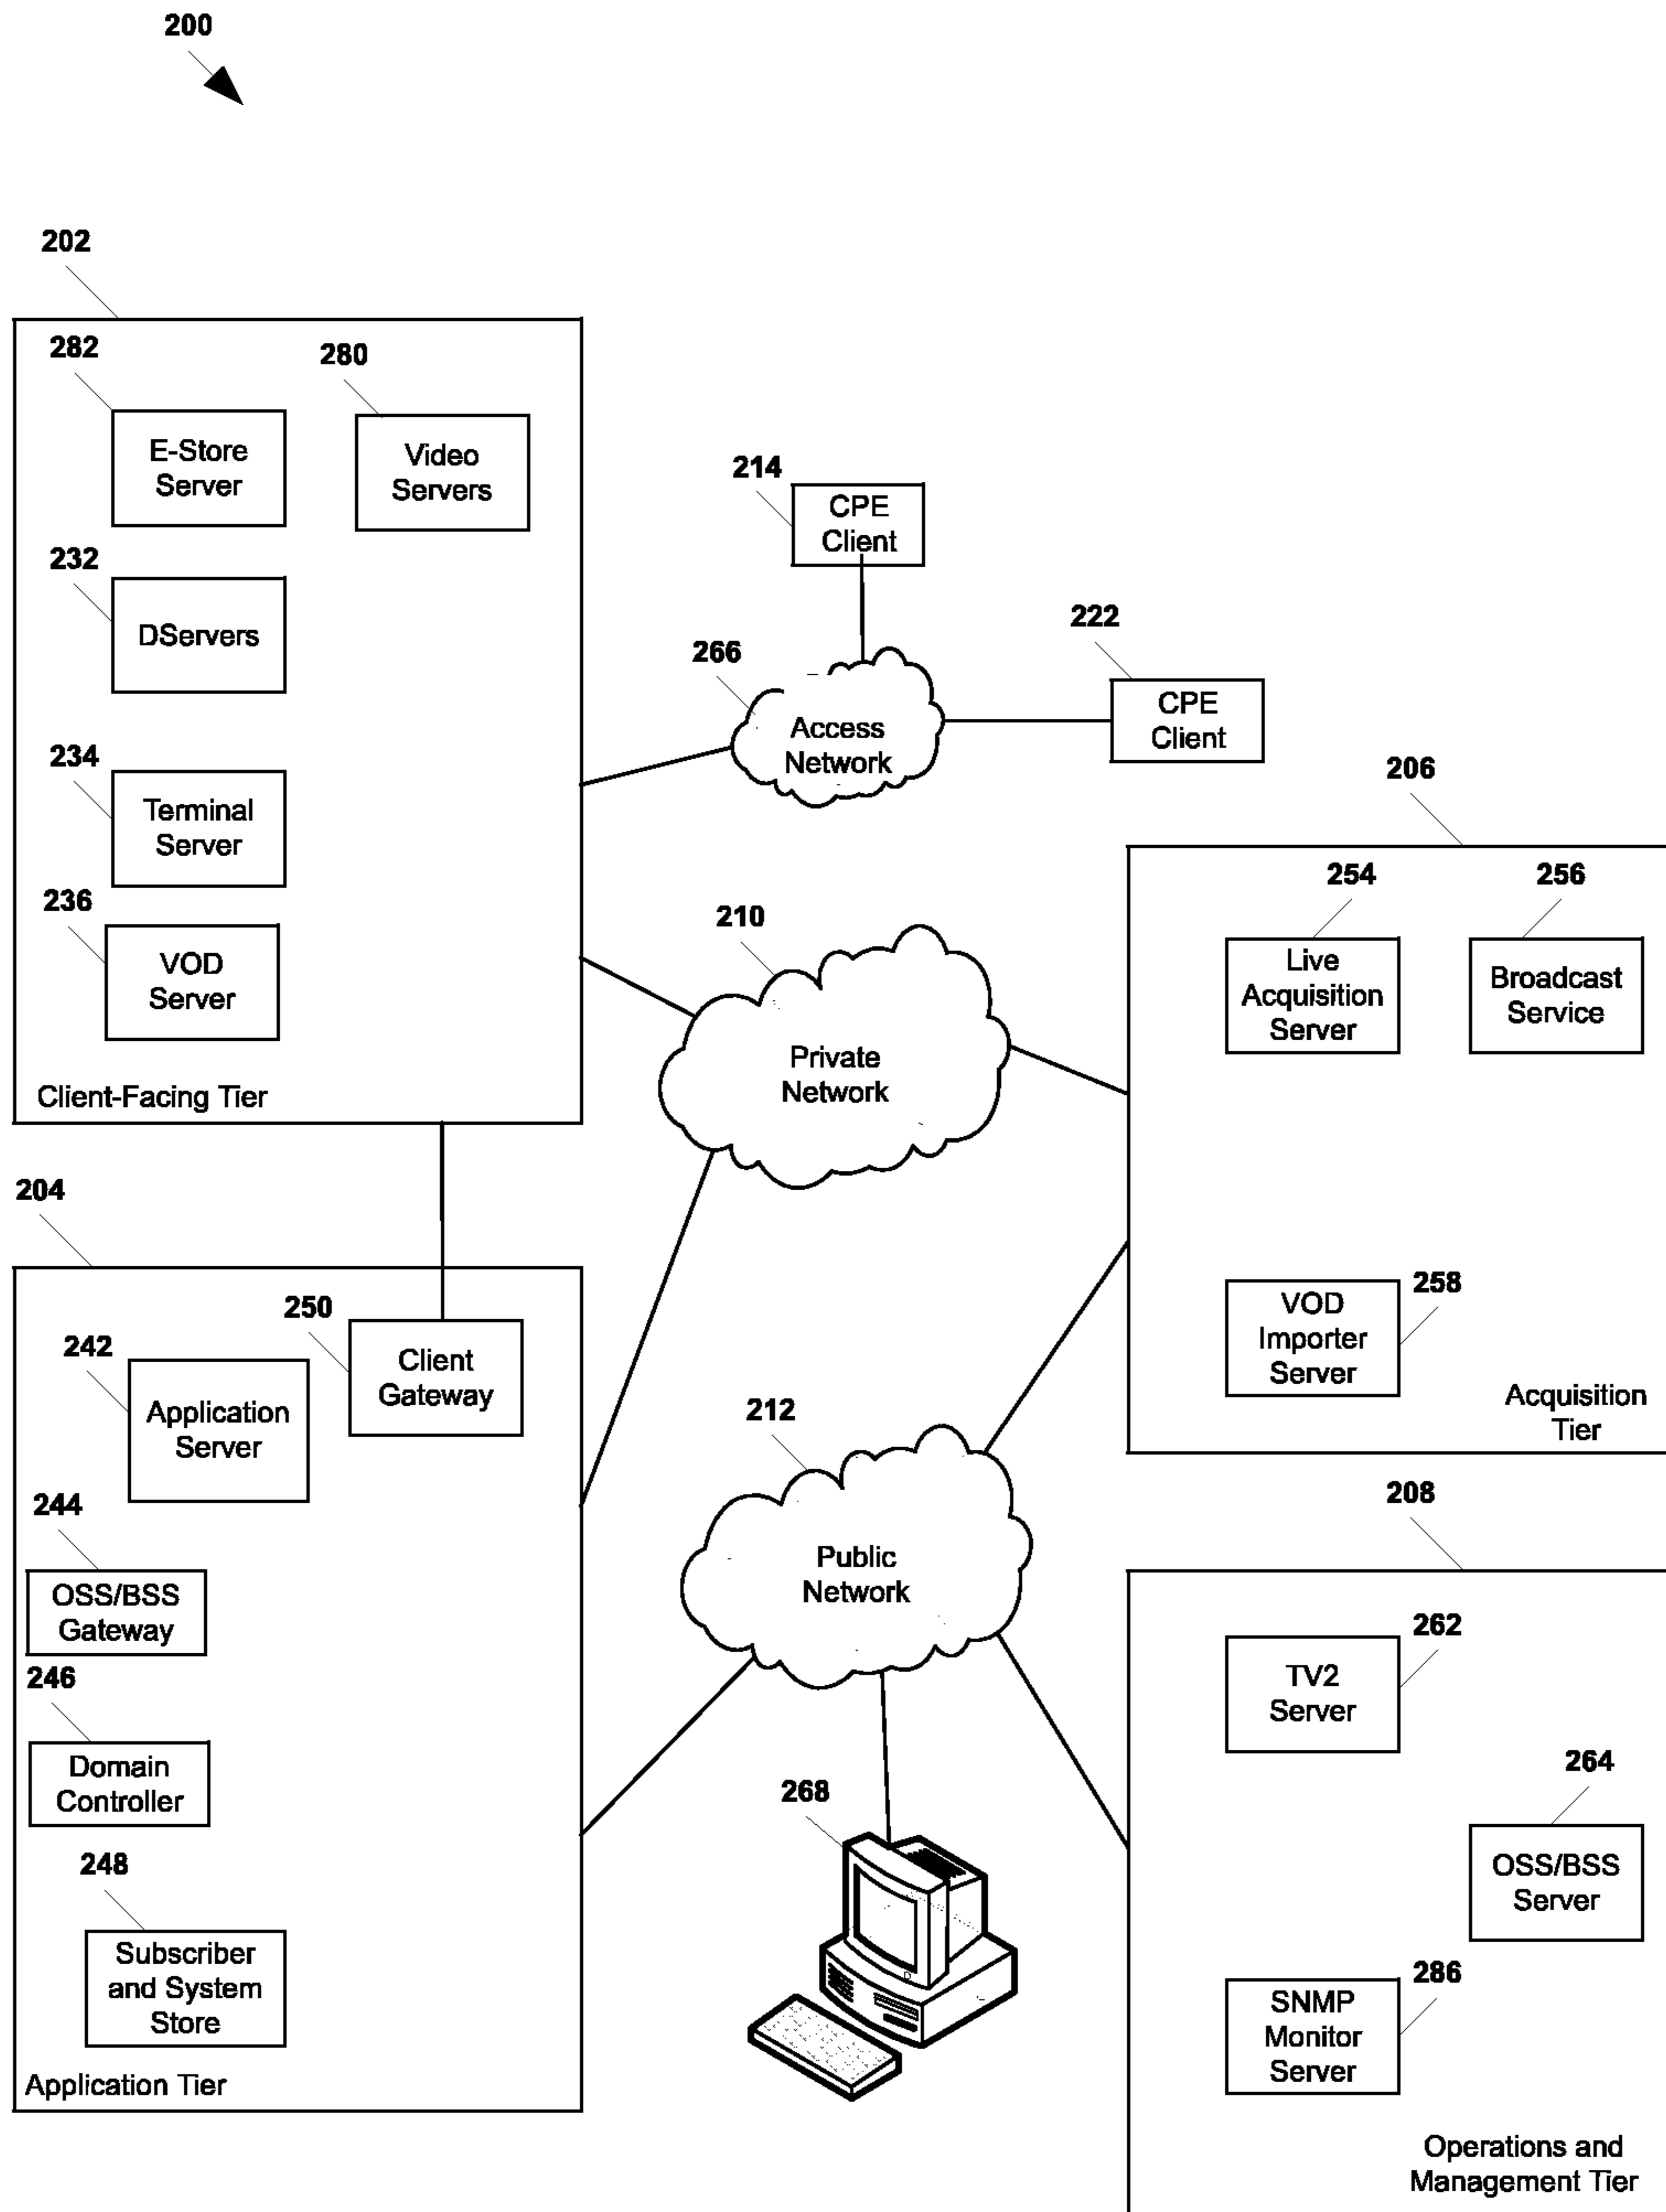 200
202
282
280
E-Store
Server
Video
Servers
214
CPE
Client
232
DServers
222
CPE
Client
266
Access
Network
234
Terminal
Server
206
236
VOD
Server
Client-Facing Tier
210
Private
Network
254
256
Live
Acquisition
Server
Broadcast
Service
258
VOD
Importer
Server
Acquisition
Tier
204
250
Client
Gateway
242
Application
Server
212
Public
Network
244
OSS/BSS
Gateway
246
Domain
Controller
248
Subscriber
and System
Store
Application Tier
268
208
262
TV2
Server
264
OSS/BSS
Server
286
SNMP
Monitor
Server
Operations and
Management Tier